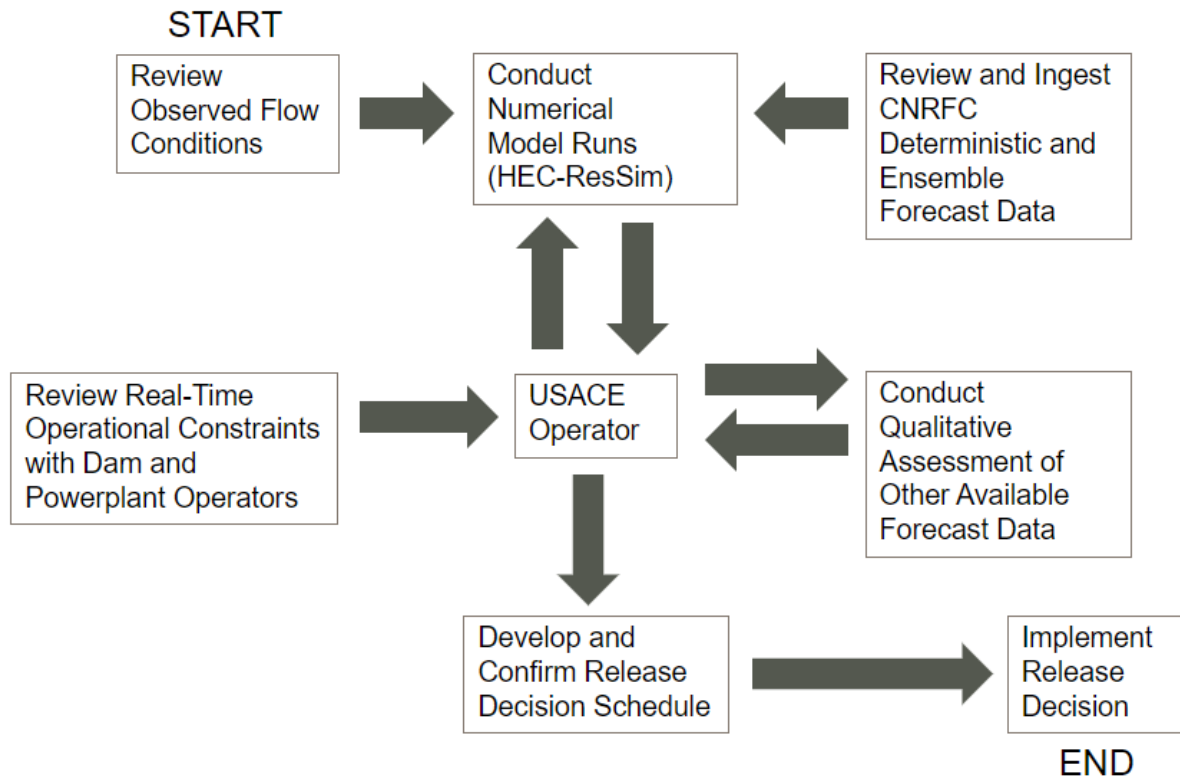 START
Review
Observed Flow
Conditions
Conduct
Numerical
Model Runs
(HEC-ResSim)
Review and Ingest
CNRFC
Deterministic and
Ensemble
Forecast Data
Review Real-Time
Operational Constraints
with Dam and
Powerplant Operators
USACE
Operator
Conduct
Qualitative
Assessment of
Other Available
Forecast Data
Develop and
Confirm Release
Decision Schedule
Implement
Release
Decision
END